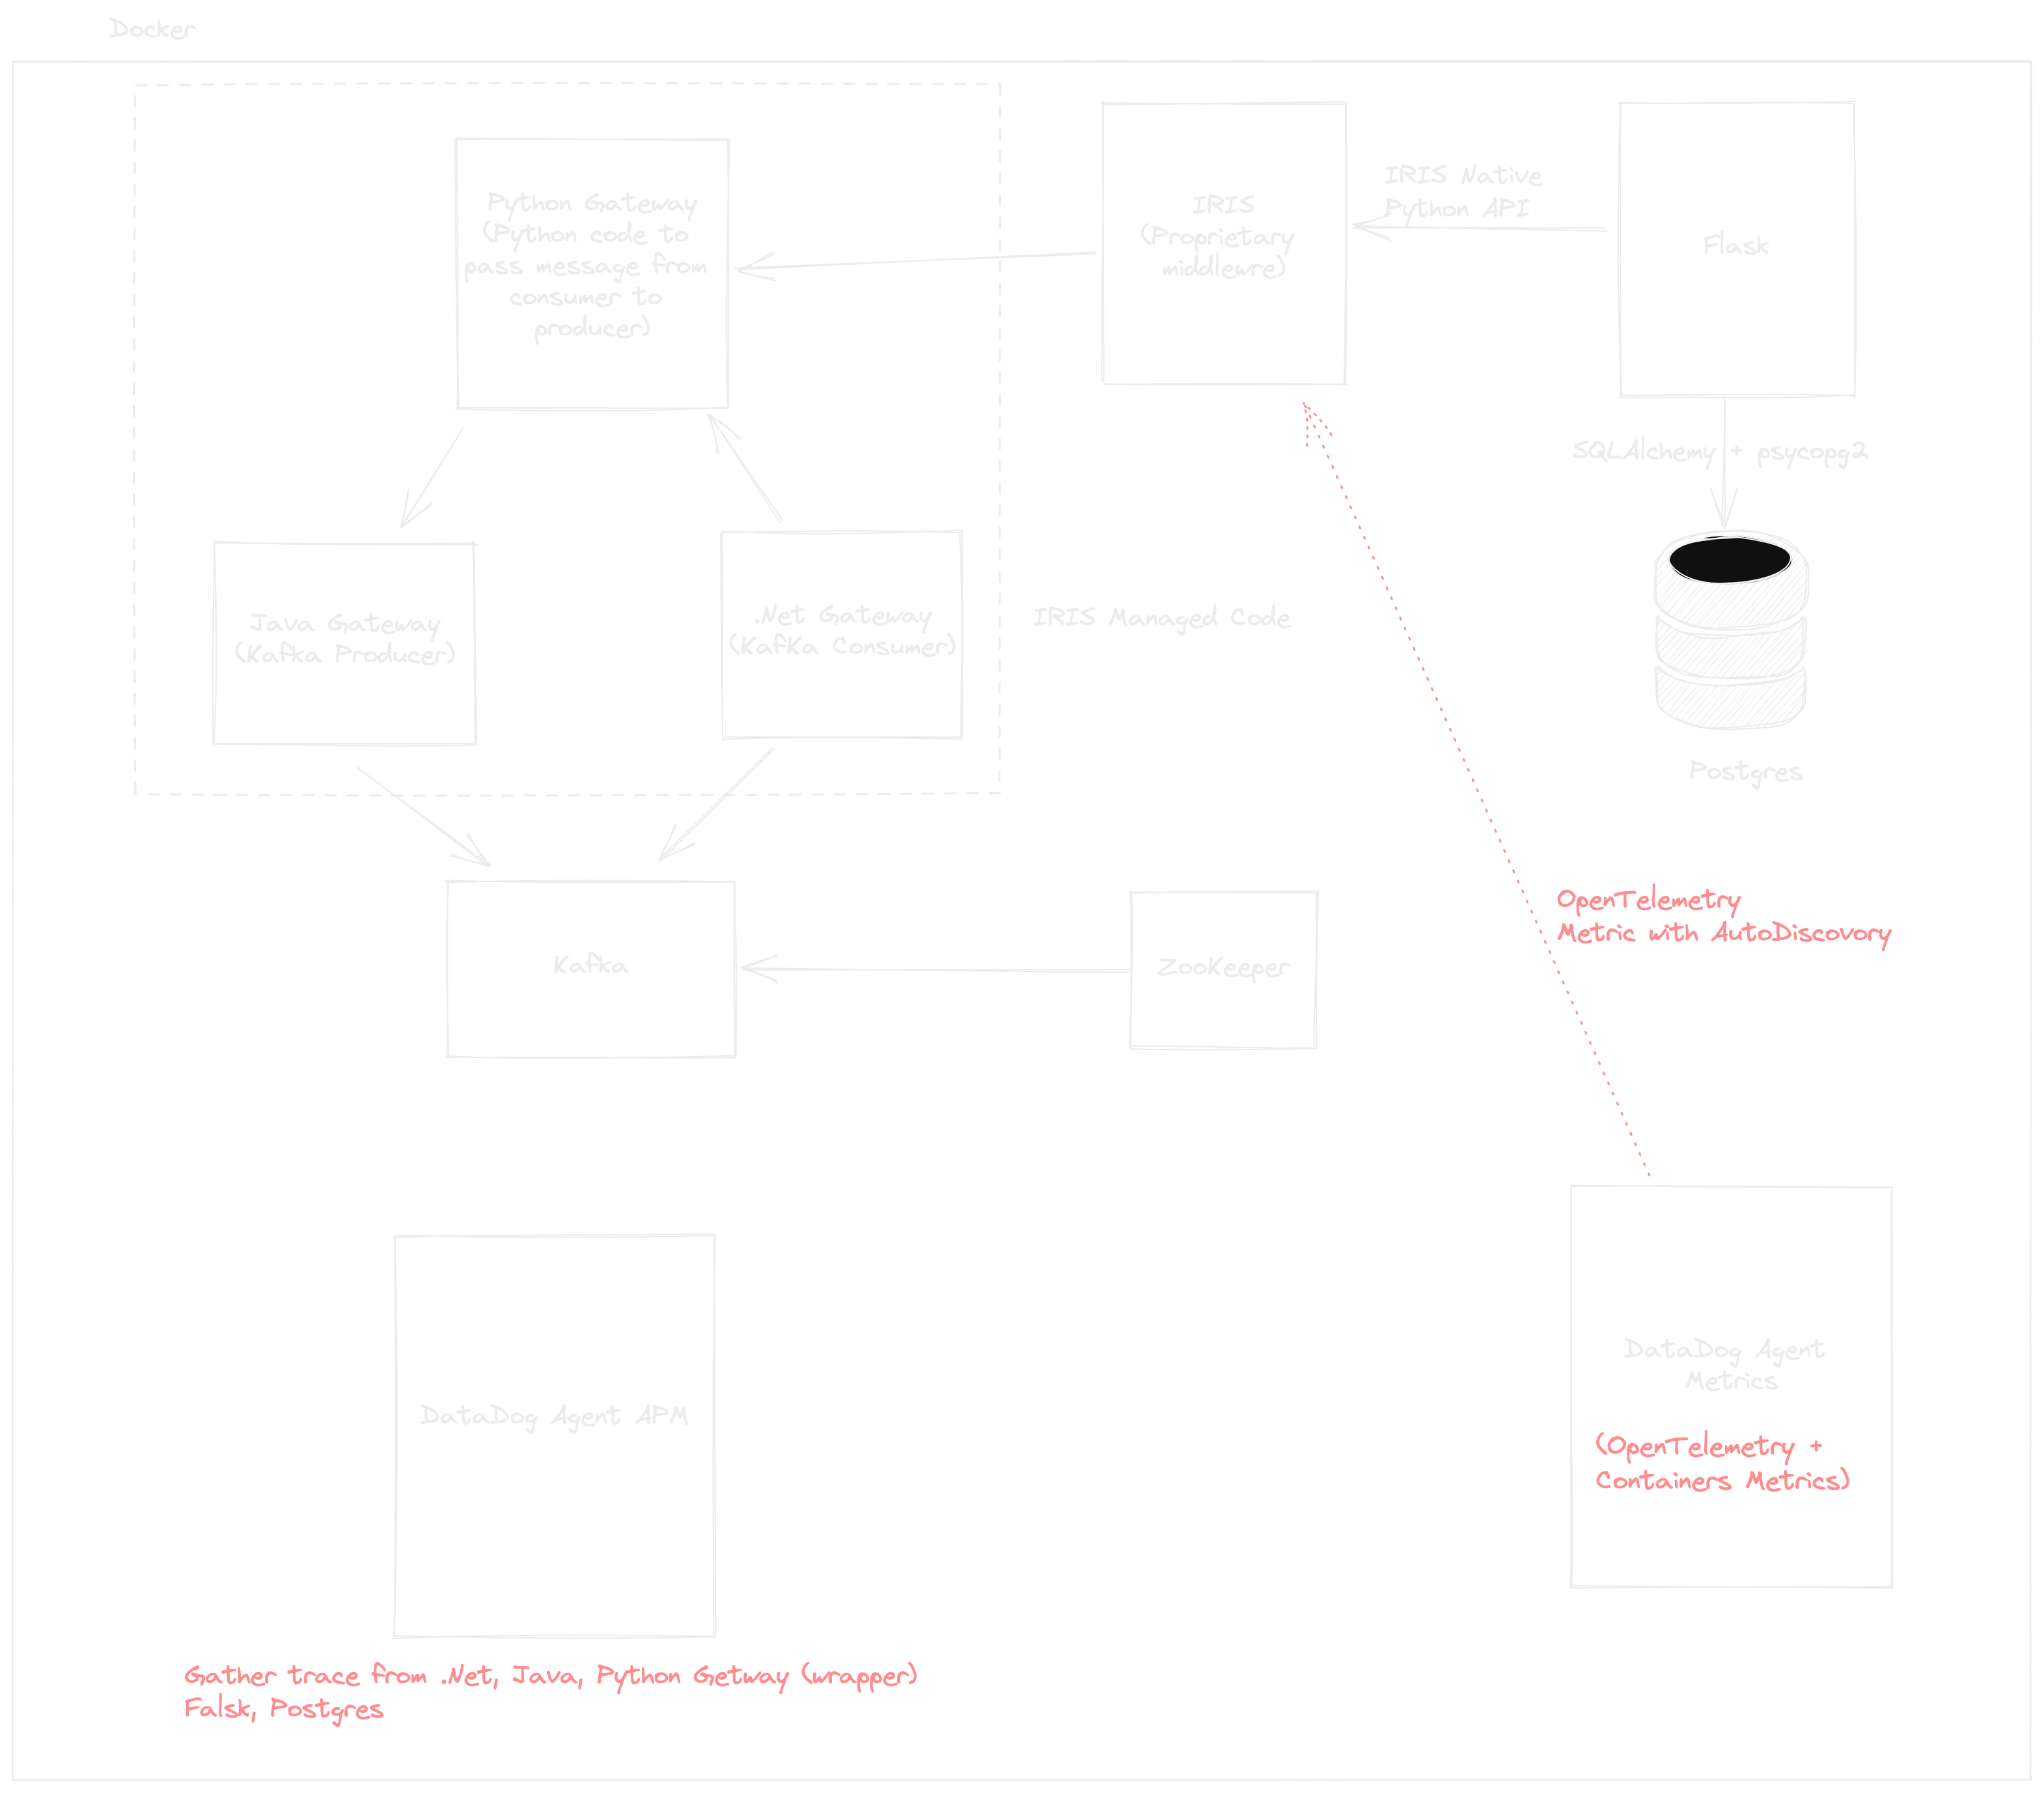 Docker
Python Gateway
(Python code to
pass message from
consumer to
producer)
IRIS
(Proprietary
middlewre)
IRIS Native
Python API
Flask
SQLAlchemy + psycopg2
Java Gateway
(Kafka Producer)
.Net Gateway
(KafKa Consumer)
IRIS Managed Code
Postgres
Kafka
ZooKeeper
OpenTelemetry
Metric with AutoDiscovory
DataDog Agent APM
DataDog Agent
Metrics
(OpenTelemetry +
Containers Metrics)
Gather trace from .Net, Java, Python Getway (wrappe)
Falsk, Postgres